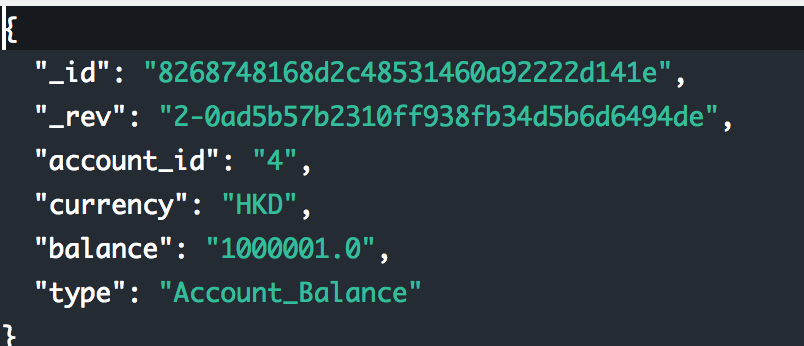 {
"_id": "8268748168d2c48531460a92222d141e",
"_rev": "2-0ad5b57b2310ff938fb34d5b6d6494de",
"account_id": "4",
"currency": "HKD",
"balance": "1000001.0",
"type": "Account_Balance"
}